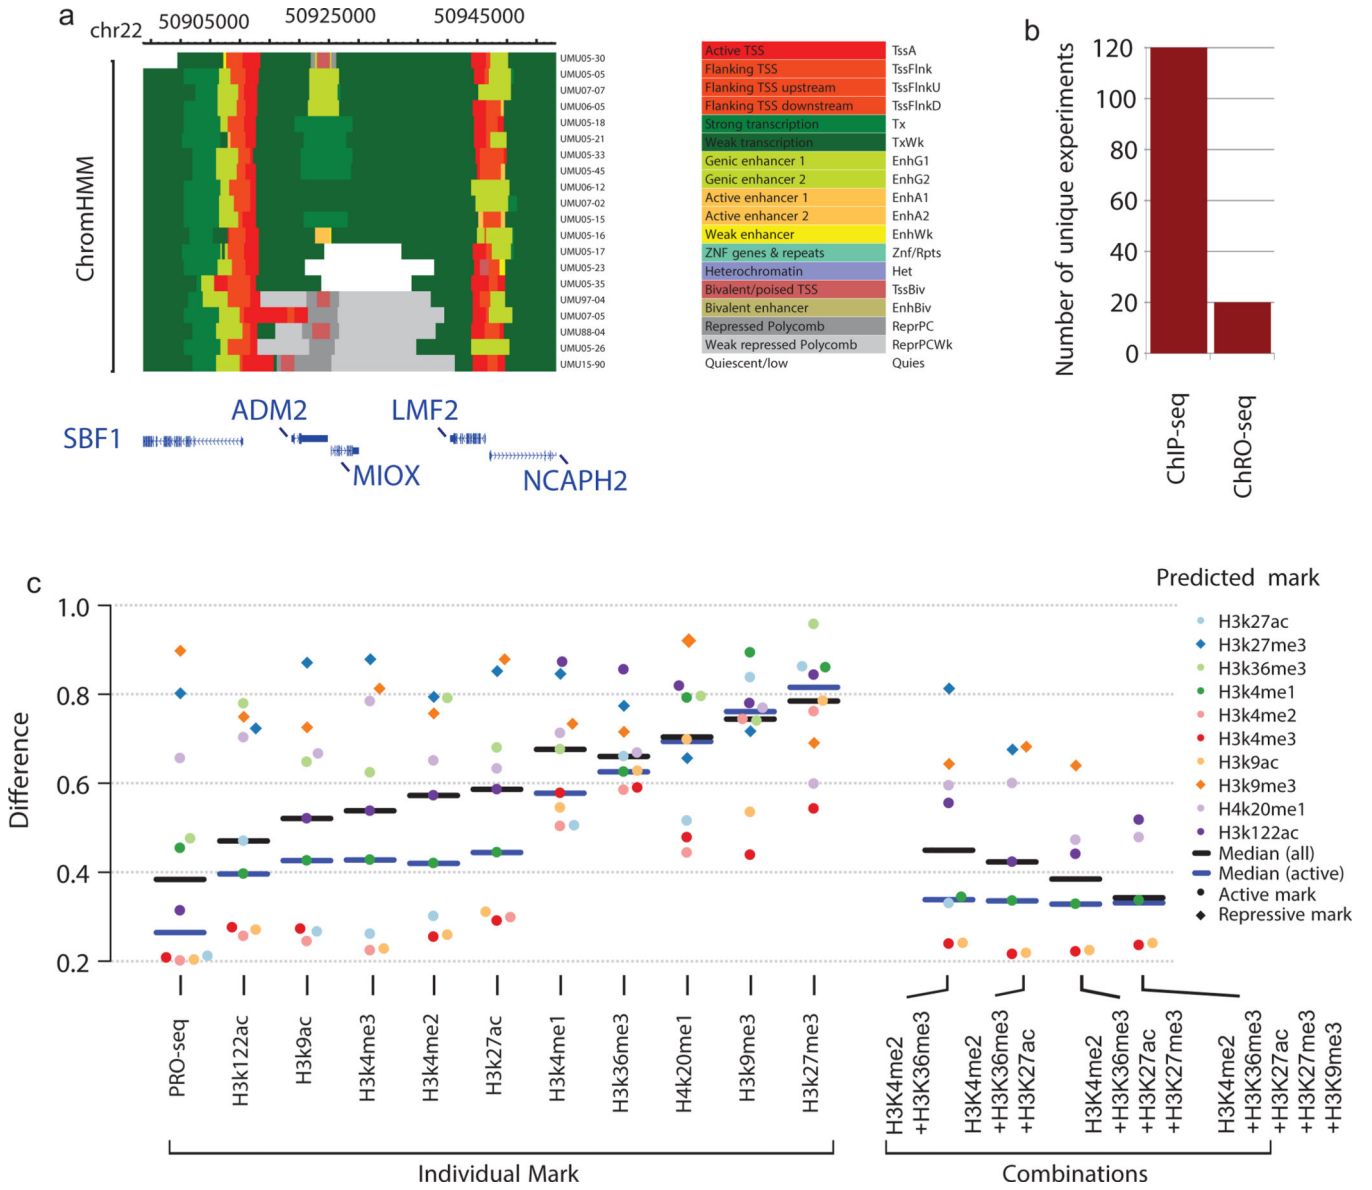 a
chr22
50905000
50925000
50945000
ChromHMM
UMU05-30
UMU05-05
UMU07-07
UMU06-05
UMU05-18
UMU05-21
UMU05-33
UMU05-45
UMU06-12
UMU07-02
UMU05-15
UMU05-16
UMU05-17
UMU05-23
UMU05-35
UMU97-04
UMU07-05
UMU88-04
UMU05-26
UMU15-90
SBF1
ADM2
MIOX
LMF2
NCAPH2
Active TSS TssA
Flanking TSS TssFlnk
Flanking TSS upstream TssFlnkU
Flanking TSS downstream TssFlnkD
Strong transcription Tx
Weak transcription TxWk
Genic enhancer 1 EnhG1
Genic enhancer 2 EnhG2
Active enhancer 1 EnhA1
Active enhancer 2 EnhA2
Weak enhancer EnhWk
ZNF genes & repeats Znf/Rpts
Heterochromatin Het
Bivalent/poised TSS TssBiv
Bivalent enhancer EnhBiv
Repressed Polycomb ReprPC
Weak repressed Polycomb ReprPCWk
Quiescent/low Quies
b
Number of unique experiments
120
100
80
60
40
20
0
ChIP-seq
ChRO-seq
c
Difference
1.0
0.8
0.6
0.4
0.2
PRO-seq
H3k122ac
H3k9ac
H3k4me3
H3k4me2
H3k27ac
H3k4me1
H3k36me3
H4k20me1
H3k9me3
H3k27me3
Individual Mark
H3K4me2
+H3K36me3
H3K4me2
+H3K36me3
+H3K27ac
H3K4me2
+H3K36me3
+H3K27ac
+H3K27me3
H3K4me2
+H3K36me3
+H3K27ac
+H3K27me3
+H3K9me3
Combinations
Predicted mark
H3k27ac
H3k27me3
H3k36me3
H3k4me1
H3k4me2
H3k4me3
H3k9ac
H3k9me3
H4k20me1
H3k122ac
Median (all)
Median (active)
Active mark
Repressive mark